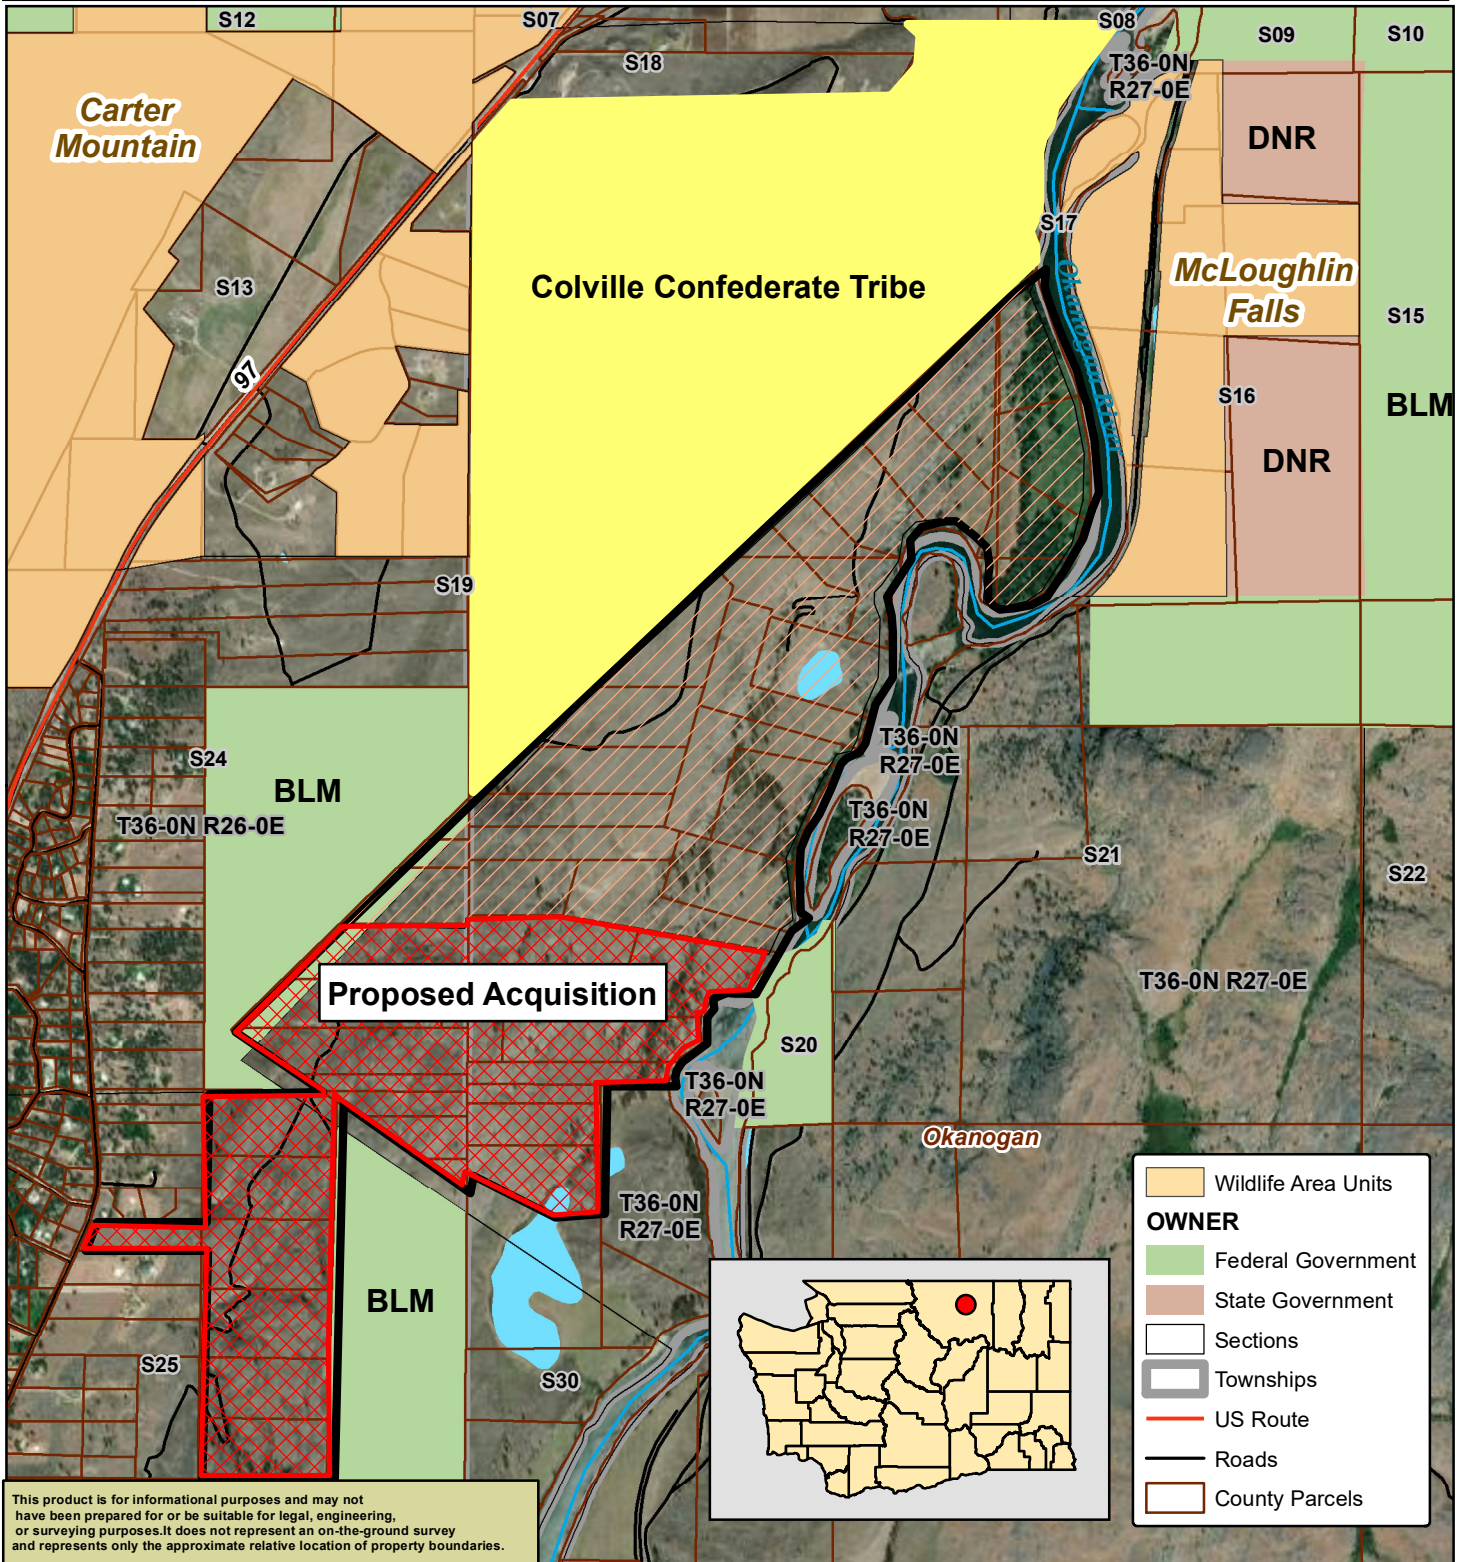 S12
S07
S08
S09
S10
S18
T36-0N
R27-0E
Carter
Mountain
DNR
S17
Colville Confederate Tribe
McLoughlin
Falls
S13
S15
Okanogan River
97
S16
BLM
DNR
S19
S24
BLM
T36-0N R26-0E
T36-0N
R27-0E
T36-0N
R27-0E
S21
S22
T36-0N R27-0E
Proposed Acquisition
S20
T36-0N
R27-0E
Okanogan
T36-0N
R27-0E
BLM
S25
S30
Wildlife Area Units
OWNER
Federal Government
State Government
Sections
Townships
US Route
Roads
County Parcels
This product is for informational purposes and may not
have been prepared for or be suitable for legal, engineering,
or surveying purposes.It does not represent an on-the-ground survey
and represents only the approximate relative location of property boundaries.